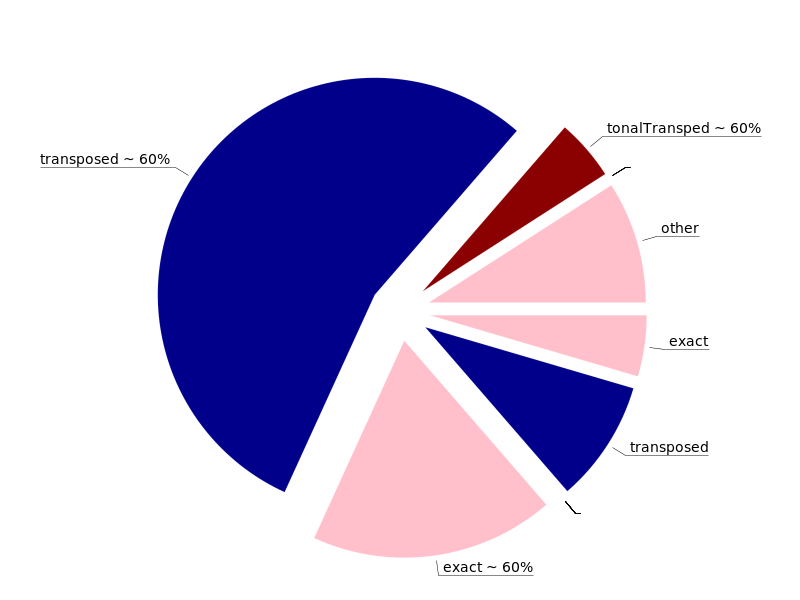 tonalTransped ~ 60%
transposed ~ 60%
other
exact
transposed
exact ~ 60%